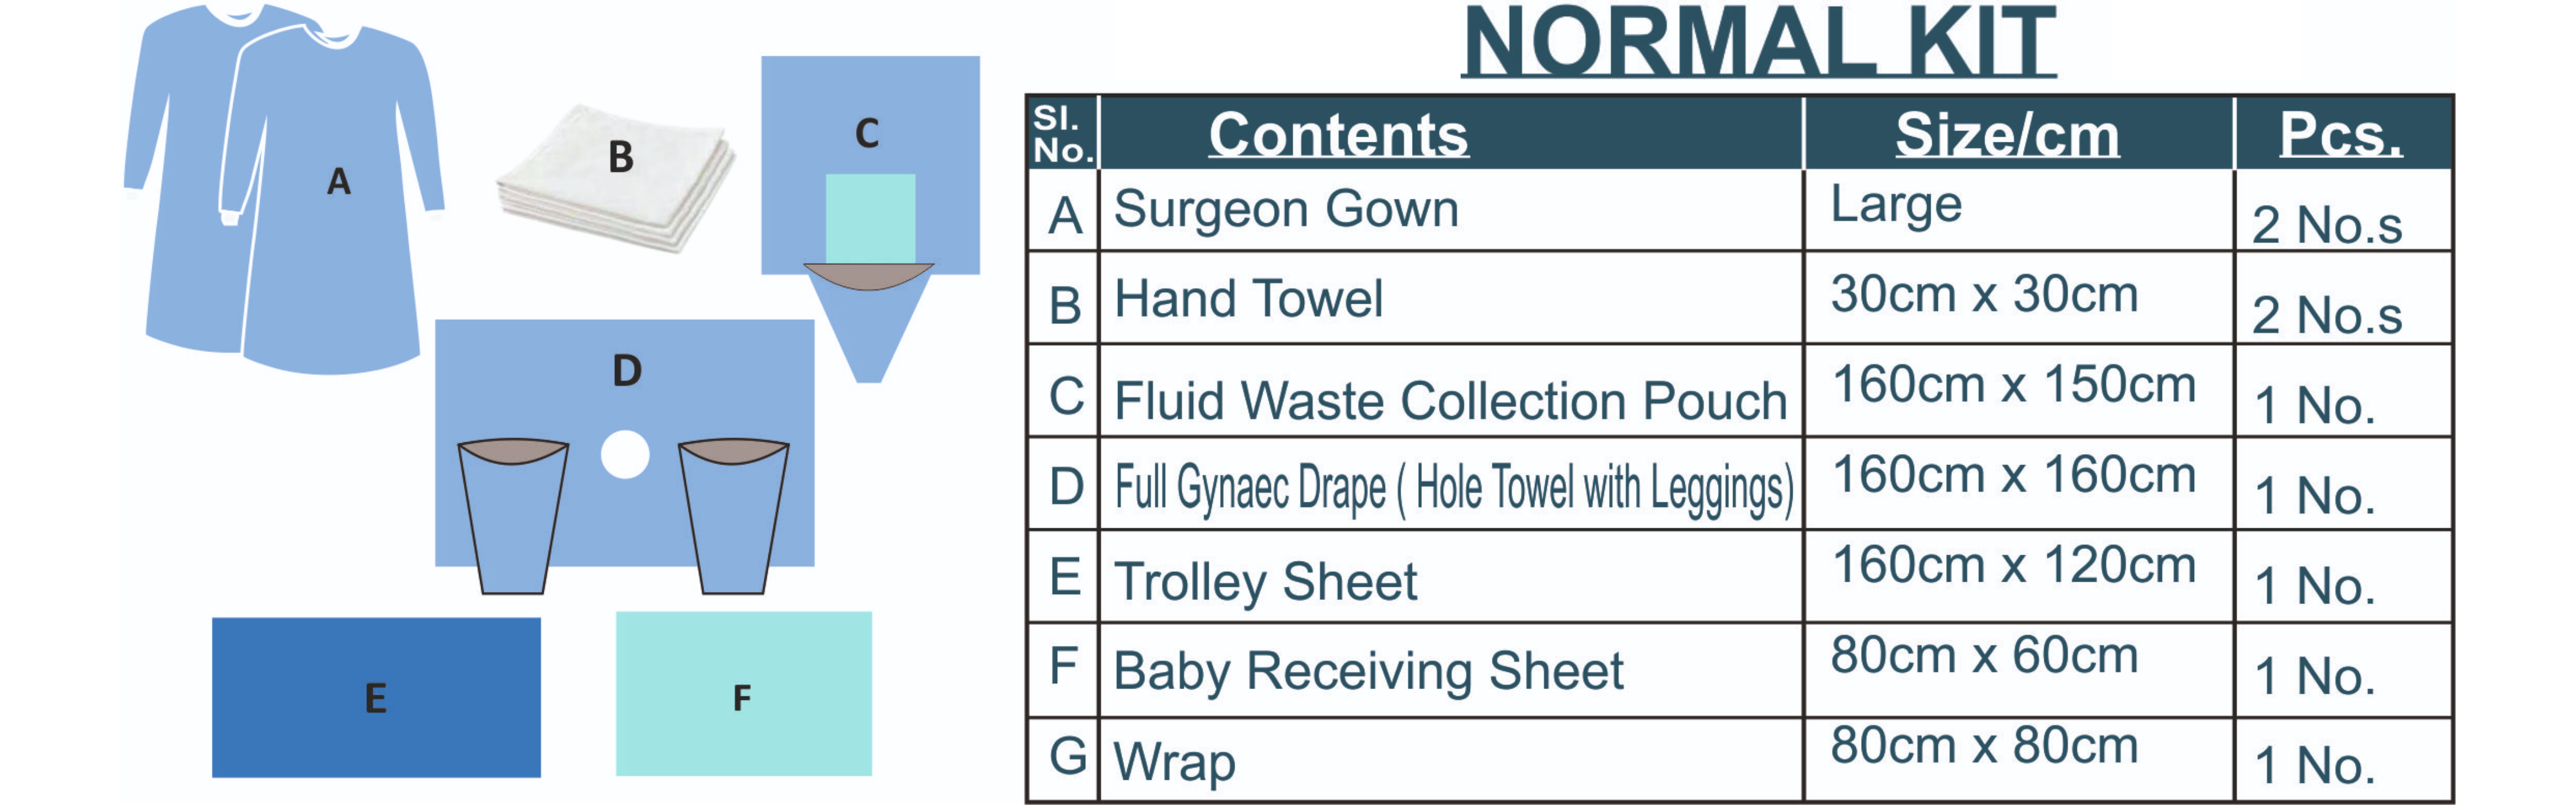 NORMAL KIT
Sl. No. Contents Size/cm Pcs.
A Surgeon Gown Large 2 No.s
B Hand Towel 30cm x 30cm 2 No.s
C Fluid Waste Collection Pouch 160cm x 150cm 1 No.
D Full Gynaec Drape ( Hole Towel with Leggings) 160cm x 160cm 1 No.
E Trolley Sheet 160cm x 120cm 1 No.
F Baby Receiving Sheet 80cm x 60cm 1 No.
G Wrap 80cm x 80cm 1 No.
A
B
C
D
E
F